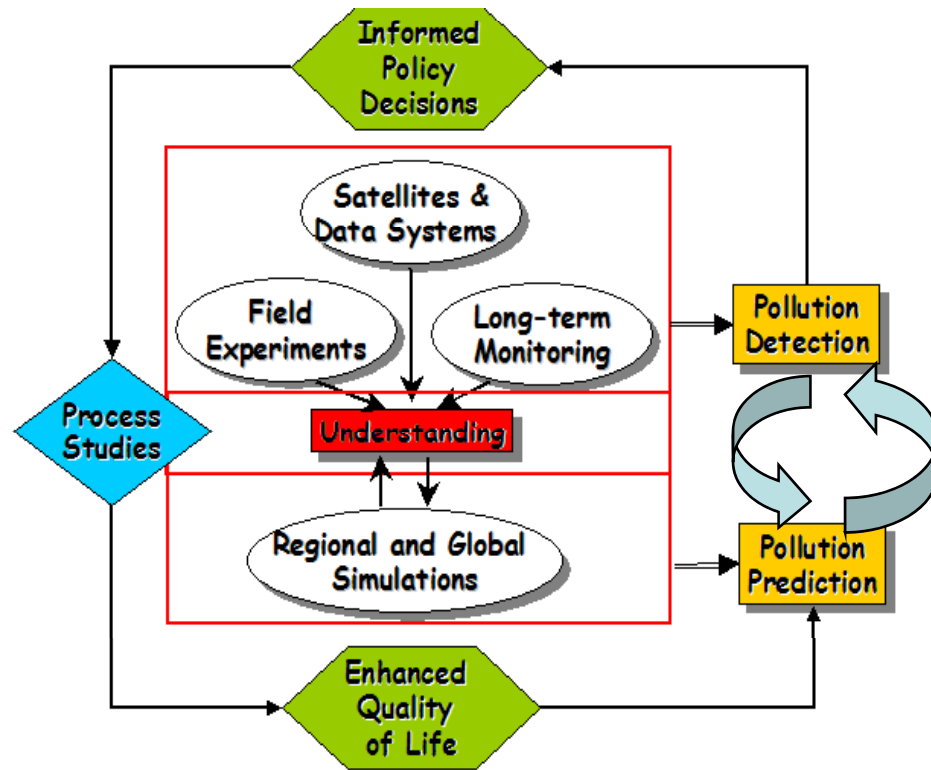 Informed
Policy
Decisions
Satellites &
Data Systems
Field
Experiments
Long-term
Monitoring
Pollution
Detection
Process
Studies
Understanding
Regional and Global
Simulations
Pollution
Prediction
Enhanced
Quality
of Life